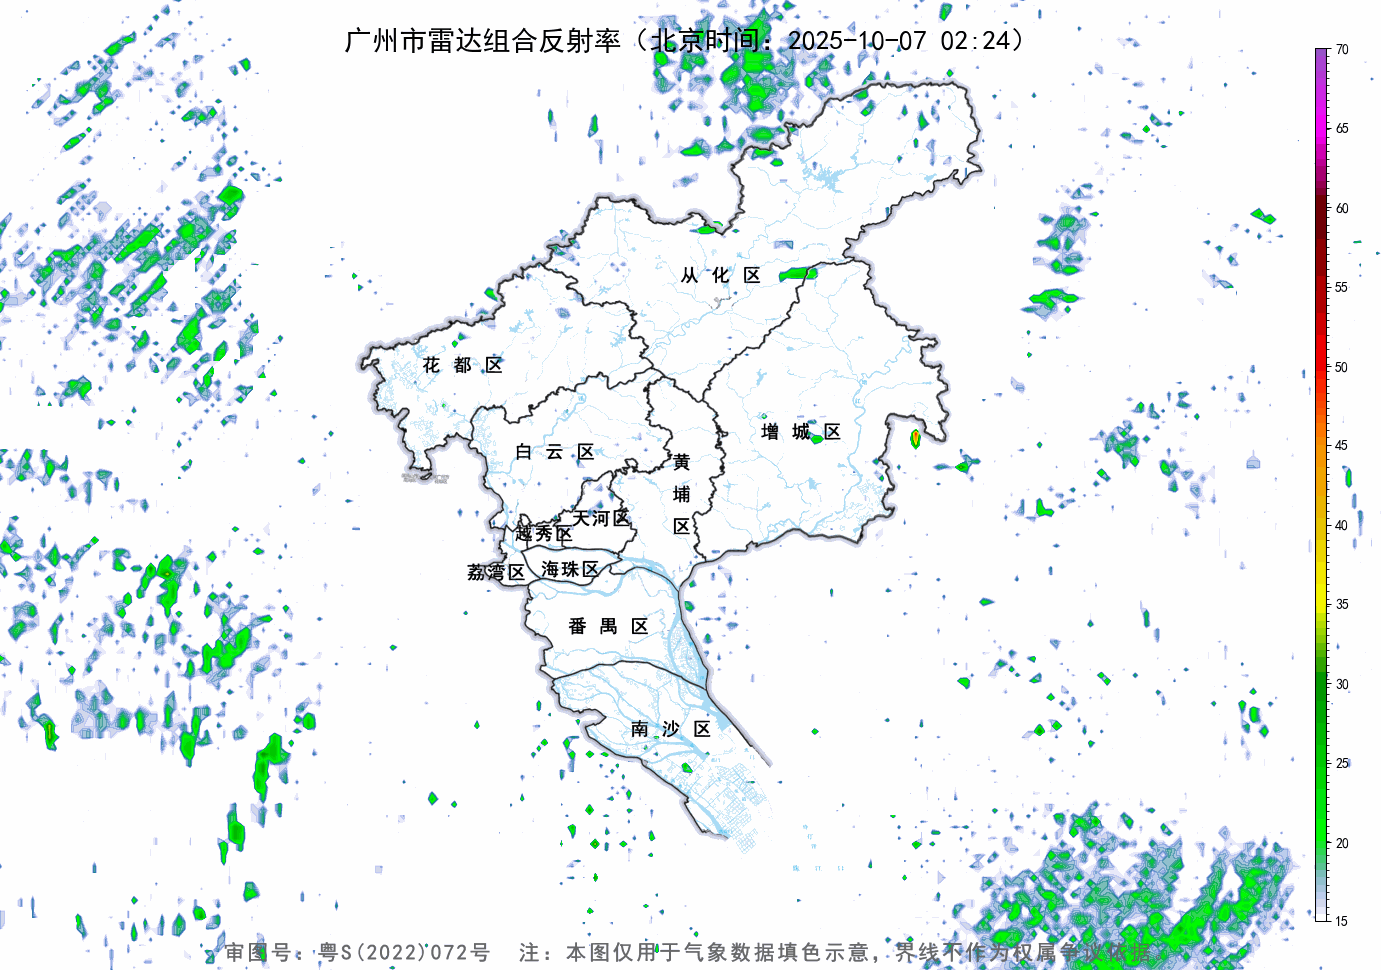 广州市雷达组合反射率（北京时间：2025-10-07 02:24）
70
65
60
55
50
45
40
35
30
25
20
15
从化区
花都区
增城区
白云区
黄埔区
天河区
越秀区
荔湾区
海珠区
番禺区
南沙区
审图号：粤S(2022)072号 注：本图仅用于气象数据填色示意，界线不作为权属争议依据。